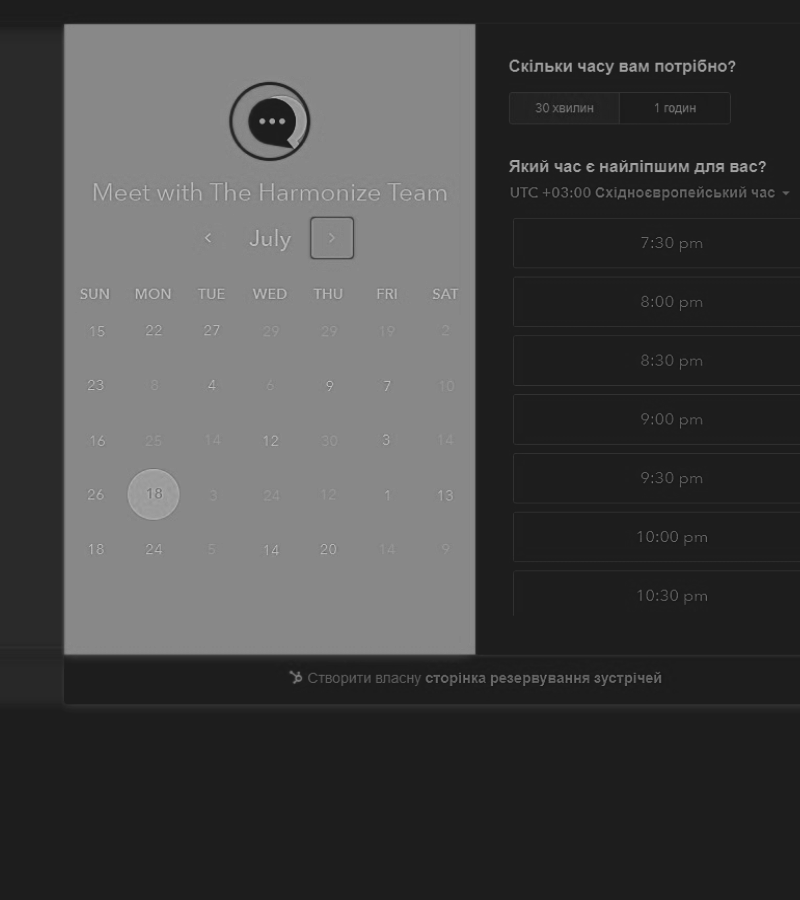 Meet with The Harmonize Team
July
SUN MON TUE WED THU FRI SAT
15 22 27 29 29 19 2
23 8 4 6 9 7 10
16 25 14 12 30 3 14
26 18 3 24 12 1 13
18 24 5 14 20 14 9
Скільки часу вам потрібно?
30 хвилин 1 годин
Який час є найліпшим для вас?
UTC +03:00 Східноєвропейський час
7:30 pm
8:00 pm
8:30 pm
9:00 pm
9:30 pm
10:00 pm
10:30 pm
Створити власну сторінка резервування зустрічей